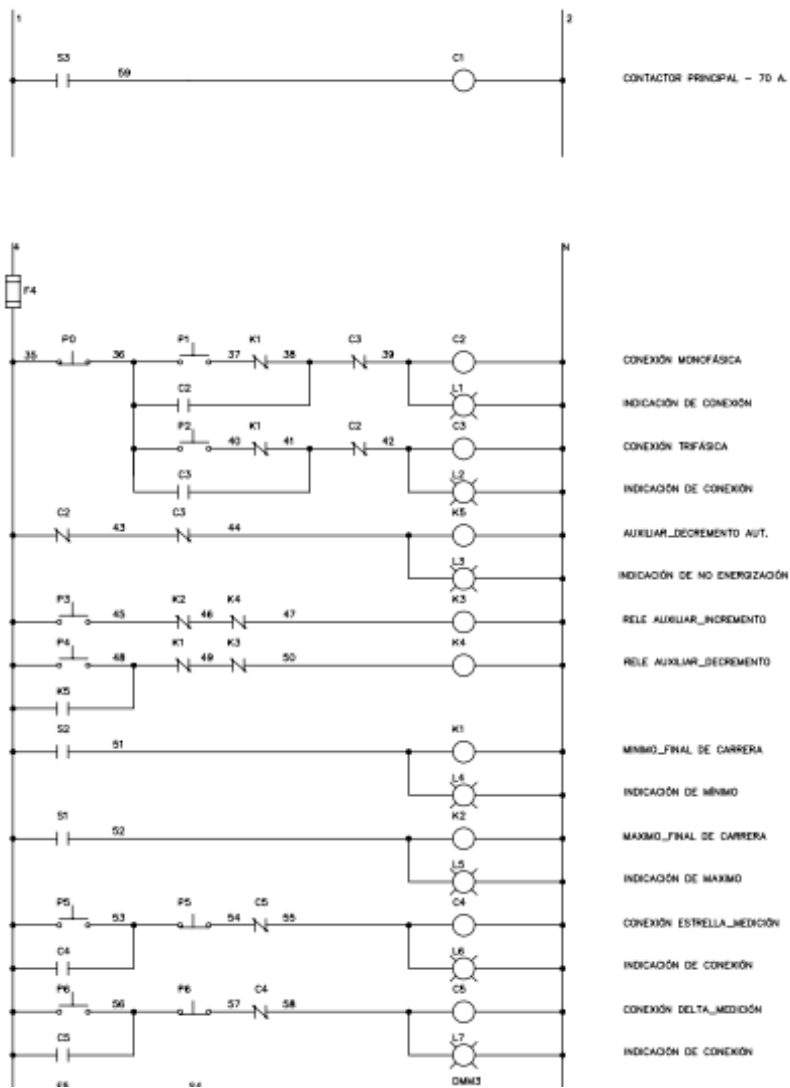 1 2
S3 59 C1 CONTACTOR PRINCIPAL - 70 A.
4 N
F4
P0 P1 K1 C3 C2
35 36 37 38 39 CONEXIÓN MONOFÁSICA
C2 L1 INDICACIÓN DE CONEXIÓN
P2 K1 C2 C3
40 41 42 CONEXIÓN TRIFÁSICA
C3 L2 INDICACIÓN DE CONEXIÓN
C2 C3 K5
43 44 AUXILIAR_DECREMENTO AUT.
L3 INDICACIÓN DE NO ENERGIZACIÓN
P3 K2 K4 K3
45 46 47 RELE AUXILIAR_INCREMENTO
P4 K1 K3 K4
48 49 50 RELE AUXILIAR_DECREMENTO
K5
S2 51 K1 MINIMO_FINAL DE CARRERA
L4 INDICACIÓN DE MÍNIMO
S1 52 K2 MAXIMO_FINAL DE CARRERA
L5 INDICACIÓN DE MAXIMO
P5 P5 C5 C4
53 54 55 CONEXIÓN ESTRELLA_MEDICIÓN
C4 L6 INDICACIÓN DE CONEXIÓN
P6 P6 C4 C5
56 57 58 CONEXIÓN DELTA_MEDICIÓN
C5 L7 INDICACIÓN DE CONEXIÓN
DMM3